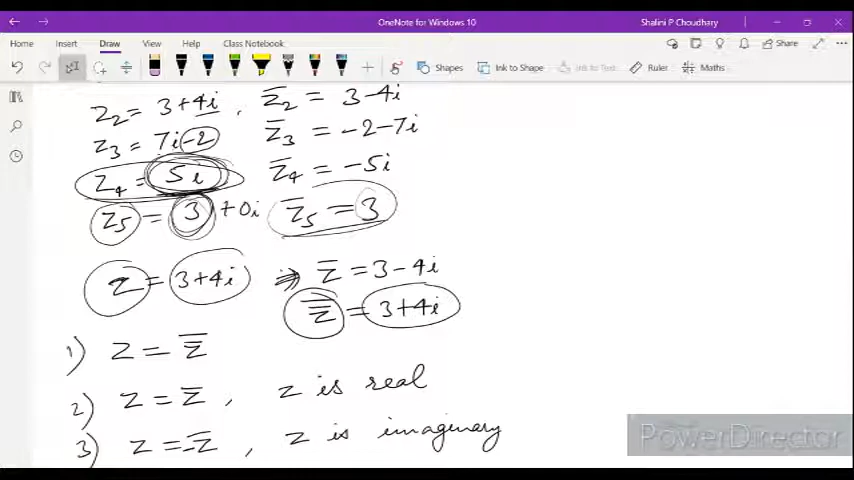 OneNote for Windows 10
Shalini P Choudhary
Home Insert Draw View Help Class Notebook Share
Shapes Ink to Shape Ink to Text Ruler Maths
z₂ = 3+4i , z̅₂ = 3-4i
z₃ = 7i-2 z̅₃ = -2-7i
z₄ = 5i z̅₄ = -5i
z₅ = 3 +0i z̅₅ = 3
z = 3+4i ⇒ z̅ = 3-4i
z̿ = 3+4i
1) z = z̿
2) z = z̅ , z is real
3) z = -z̅ , z is imaginary
PowerDirector